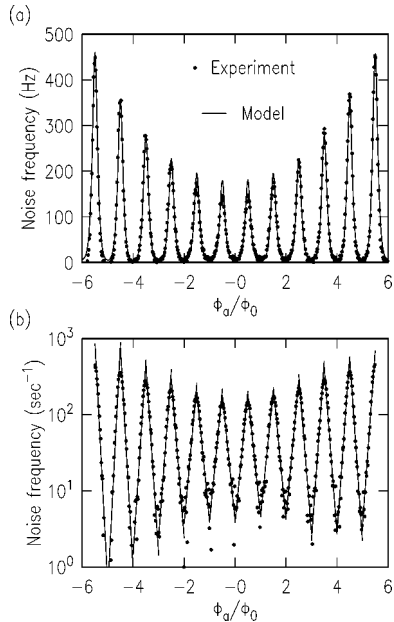 (a)
500
400
300
200
100
0
Noise frequency (Hz)
Experiment
Model
−6 −4 −2 −0 2 4 6
Φa/Φ0
(b)
10³
10²
10¹
10⁰
Noise frequency (sec⁻¹)
−6 −4 −2 −0 2 4 6
Φa/Φ0